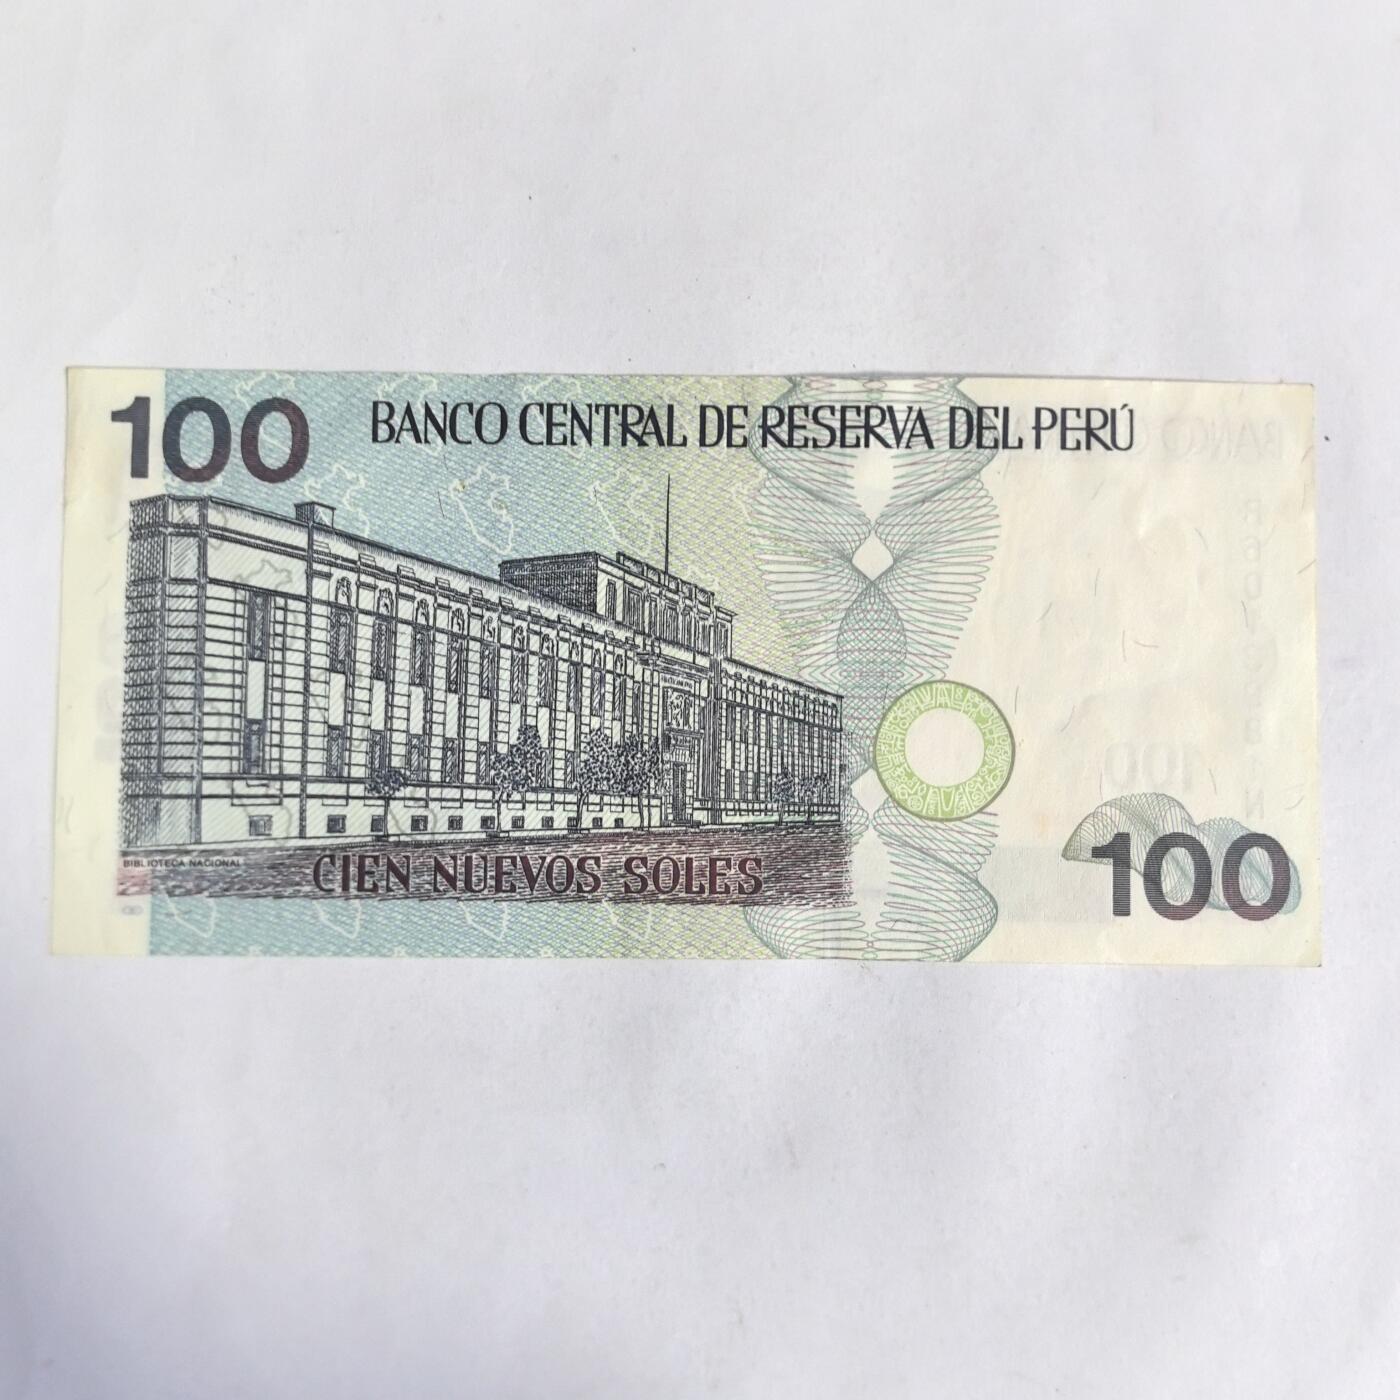 100
BANCO CENTRAL DE RESERVA DEL PERÚ
BIBLIOTECA NACIONAL
CIEN NUEVOS SOLES
100